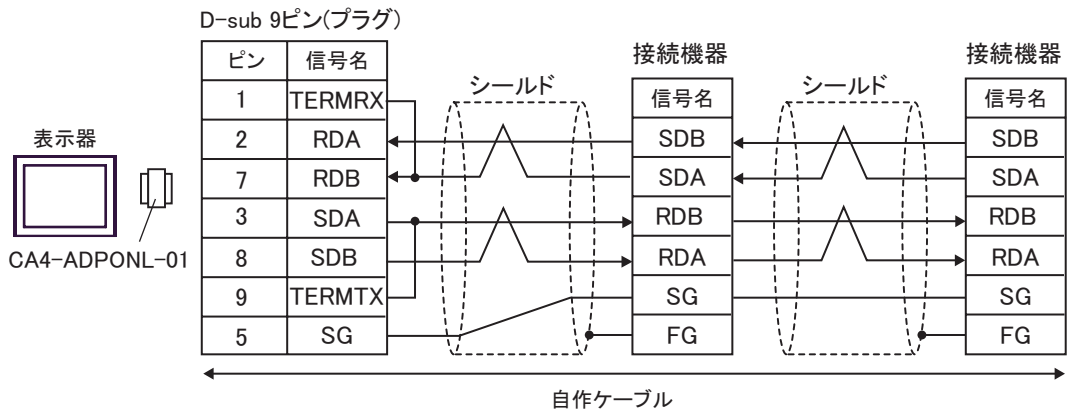 D-sub 9ピン(プラグ)
ピン 信号名
1 TERMRX
2 RDA
7 RDB
3 SDA
8 SDB
9 TERMTX
5 SG
表示器
CA4-ADPONL-01
シールド
接続機器
信号名
SDB
SDA
RDB
RDA
SG
FG
シールド
接続機器
信号名
SDB
SDA
RDB
RDA
SG
FG
自作ケーブル